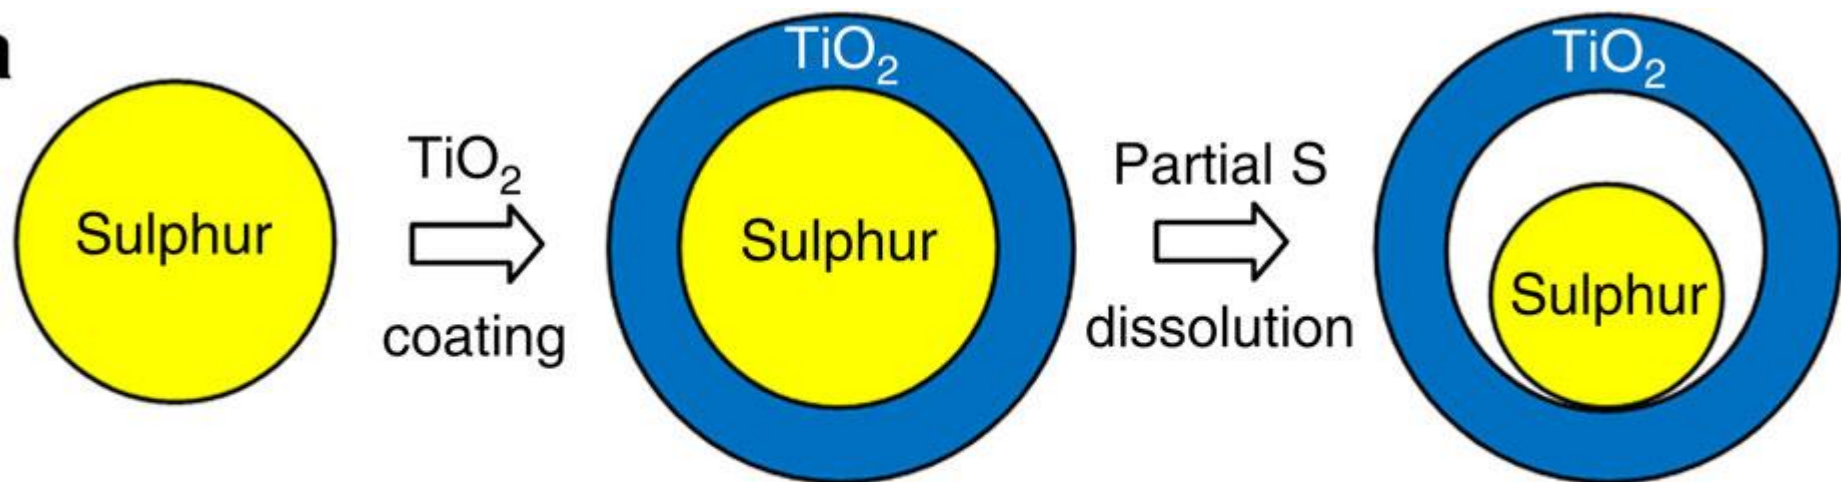 a
Sulphur
TiO₂
coating
TiO₂
Sulphur
Partial S
dissolution
TiO₂
Sulphur